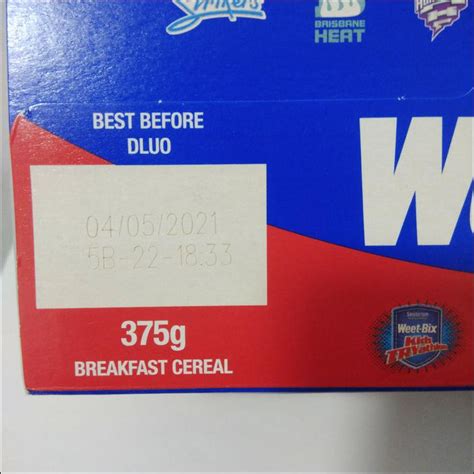 Strikers
BRISBANE
HEAT
BEST BEFORE
DLUO
04/05/2021
5B-22-18:33
375g
BREAKFAST CEREAL
Sanitarium
Weet-Bix
Kids
TRYathlon